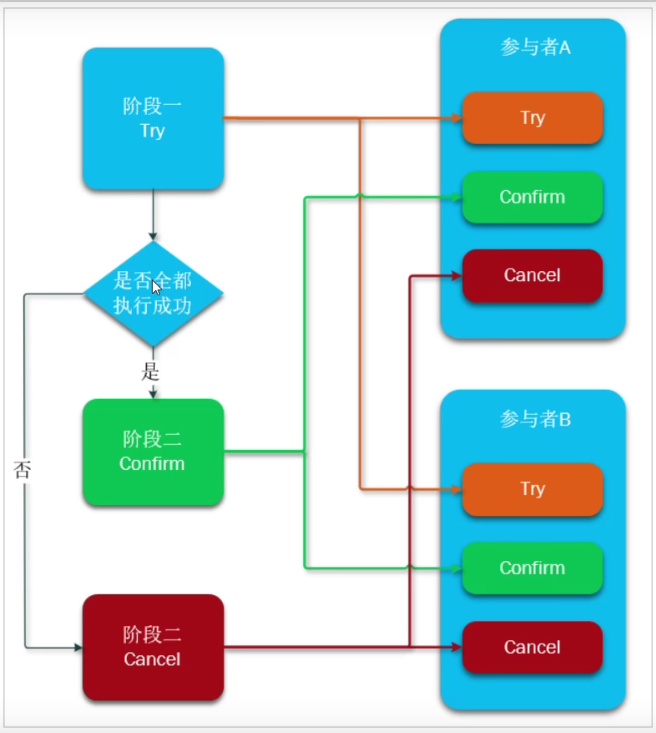 阶段一
Try
是否全都
执行成功
是
否
阶段二
Confirm
阶段二
Cancel
参与者A
Try
Confirm
Cancel
参与者B
Try
Confirm
Cancel